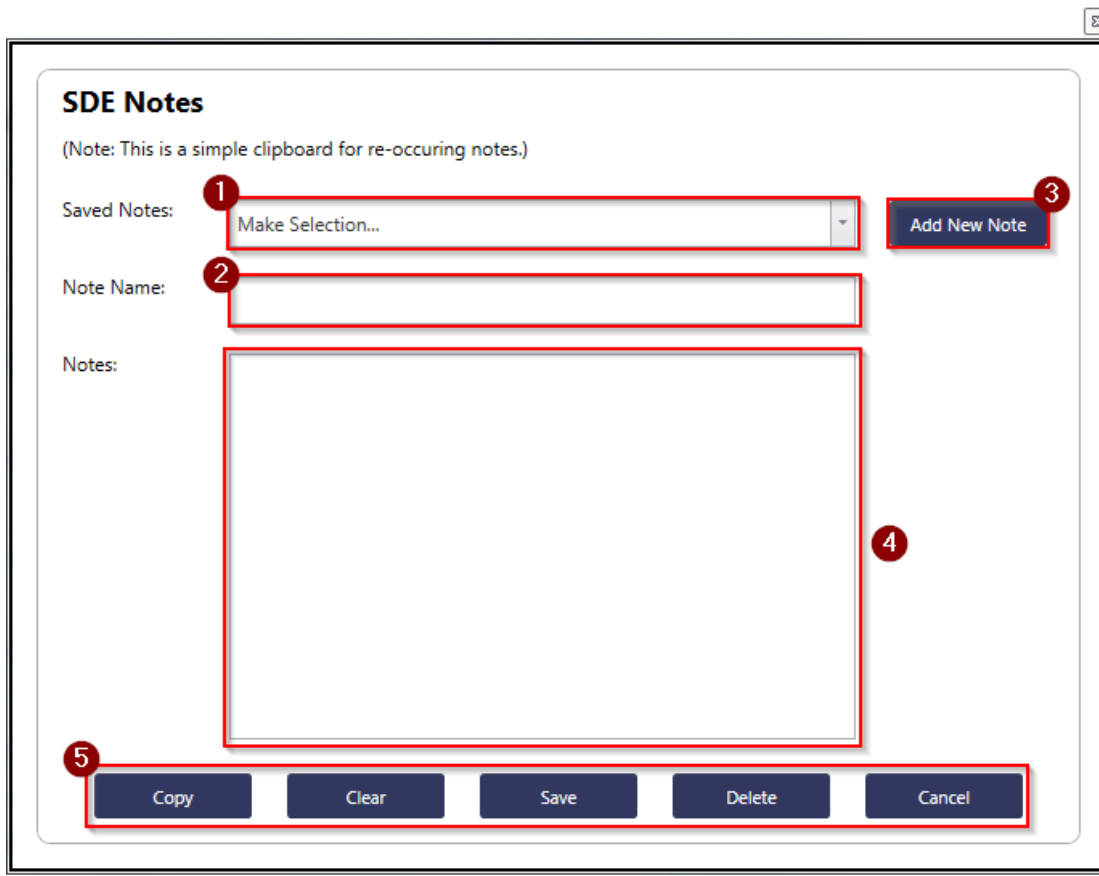 SDE Notes
(Note: This is a simple clipboard for re-occuring notes.)
1
Saved Notes:
Make Selection...
3
Add New Note
2
Note Name:
Notes:
4
5
Copy
Clear
Save
Delete
Cancel